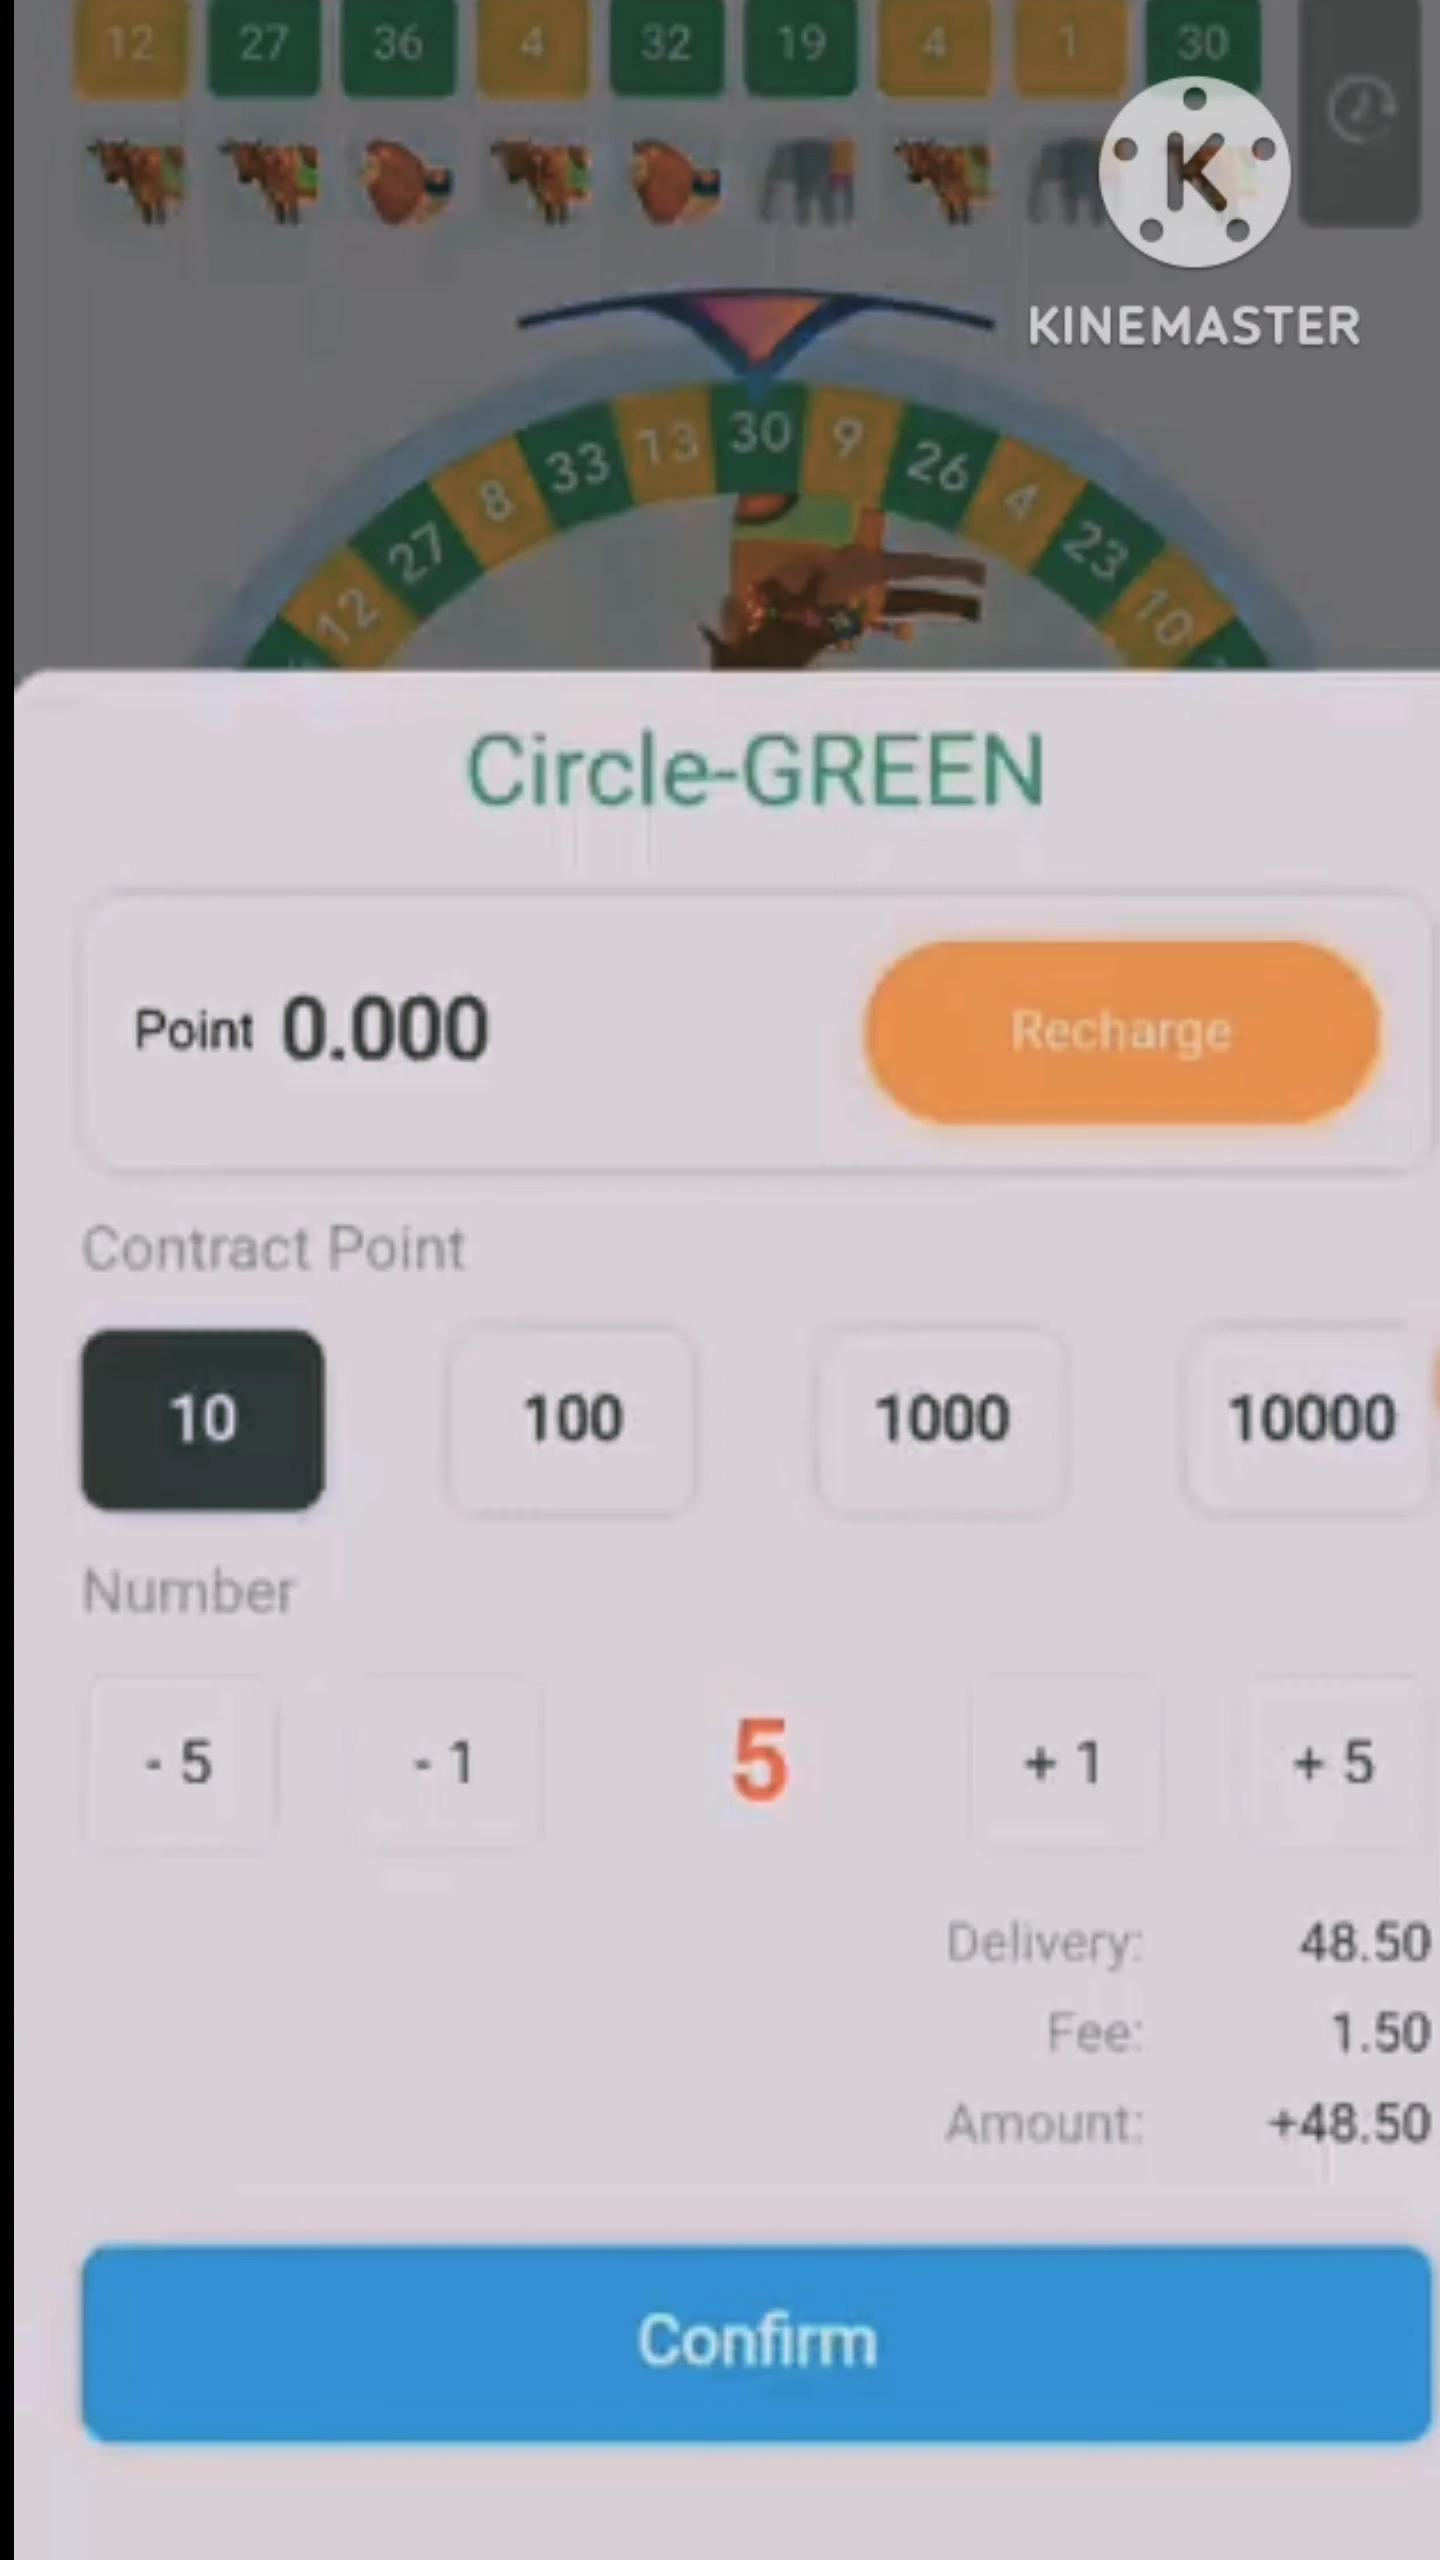 12 27 36 4 32 19 4 1 30
K
KINEMASTER
12 27 8 33 13 30 9 26 4 23 10
Circle-GREEN
Point 0.000 Recharge
Contract Point
10 100 1000 10000
Number
- 5 - 1 5 + 1 + 5
Delivery: 48.50
Fee: 1.50
Amount: +48.50
Confirm